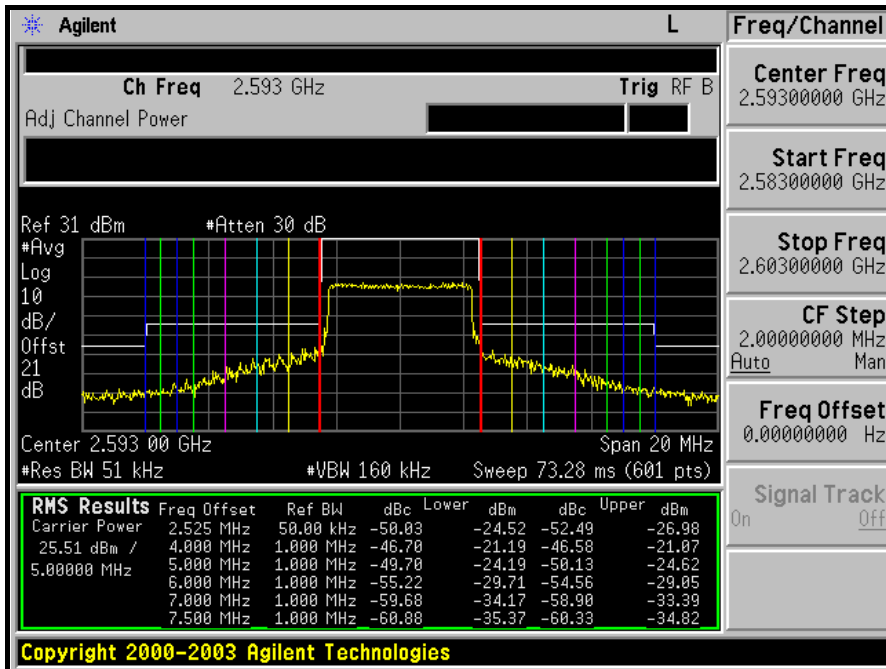 Agilent L
Ch Freq 2.593 GHz Trig RF B
Adj Channel Power
Ref 31 dBm #Atten 30 dB
#Avg
Log
10
dB/
Offst
21
dB
Center 2.593 00 GHz Span 20 MHz
#Res BW 51 kHz #VBW 160 kHz Sweep 73.28 ms (601 pts)
RMS Results Freq Offset Ref BW dBc Lower dBm dBc Upper dBm
Carrier Power 2.525 MHz 50.00 kHz -50.03 -24.52 -52.49 -26.98
25.51 dBm / 4.000 MHz 1.000 MHz -46.70 -21.19 -46.58 -21.07
5.00000 MHz 5.000 MHz 1.000 MHz -49.70 -24.19 -50.13 -24.62
6.000 MHz 1.000 MHz -55.22 -29.71 -54.56 -29.05
7.000 MHz 1.000 MHz -59.68 -34.17 -58.90 -33.39
7.500 MHz 1.000 MHz -60.88 -35.37 -60.33 -34.82
Copyright 2000-2003 Agilent Technologies
Freq/Channel
Center Freq
2.59300000 GHz
Start Freq
2.58300000 GHz
Stop Freq
2.60300000 GHz
CF Step
2.00000000 MHz
Auto Man
Freq Offset
0.00000000 Hz
Signal Track
On Off